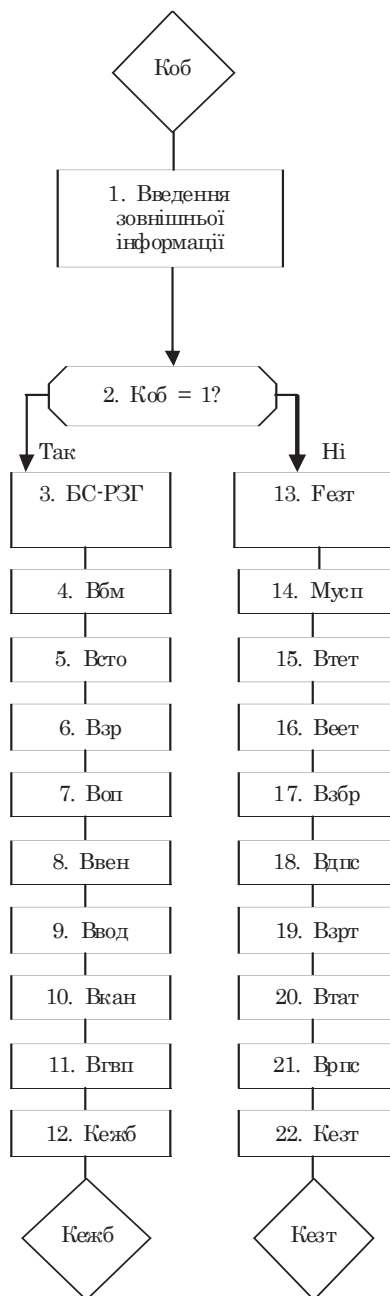 Коб
1. Введення
зовнішньої
інформації
2. Коб = 1?
Так
Ні
3. БС-РЗГ
4. Вбм
5. Всто
6. Взр
7. Воп
8. Ввен
9. Ввод
10. Вкан
11. Вгвп
12. Кежб
Кежб
13. Fезт
14. Мусп
15. Втет
16. Веет
17. Взбр
18. Вдпс
19. Взрт
20. Втат
21. Врпс
22. Кезт
Кезт